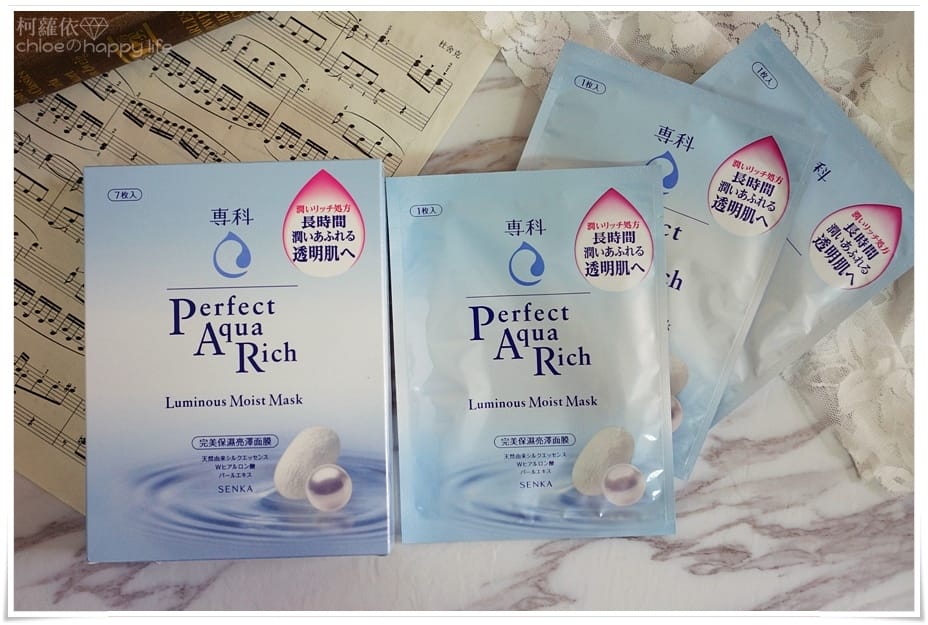 柯蘿依
chloeのhappy life
杜舍克
7枚入
専科
潤いリッチ処方
長時間
潤いあふれる
透明肌へ
Perfect
Aqua
Rich
Luminous Moist Mask
完美保濕亮澤面膜
天然由来シルクエッセンス
Wヒアルロン酸
パールエキス
SENKA
1枚入
専科
潤いリッチ処方
長時間
潤いあふれる
透明肌へ
Perfect
Aqua
Rich
Luminous Moist Mask
完美保濕亮澤面膜
天然由来シルクエッセンス
Wヒアルロン酸
パールエキス
SENKA
1枚入
専科
潤いリッチ処方
長時間
潤いあふれる
透明肌へ
1枚入
科
潤いリッチ処方
長時間
潤いあふれる
透明肌へ